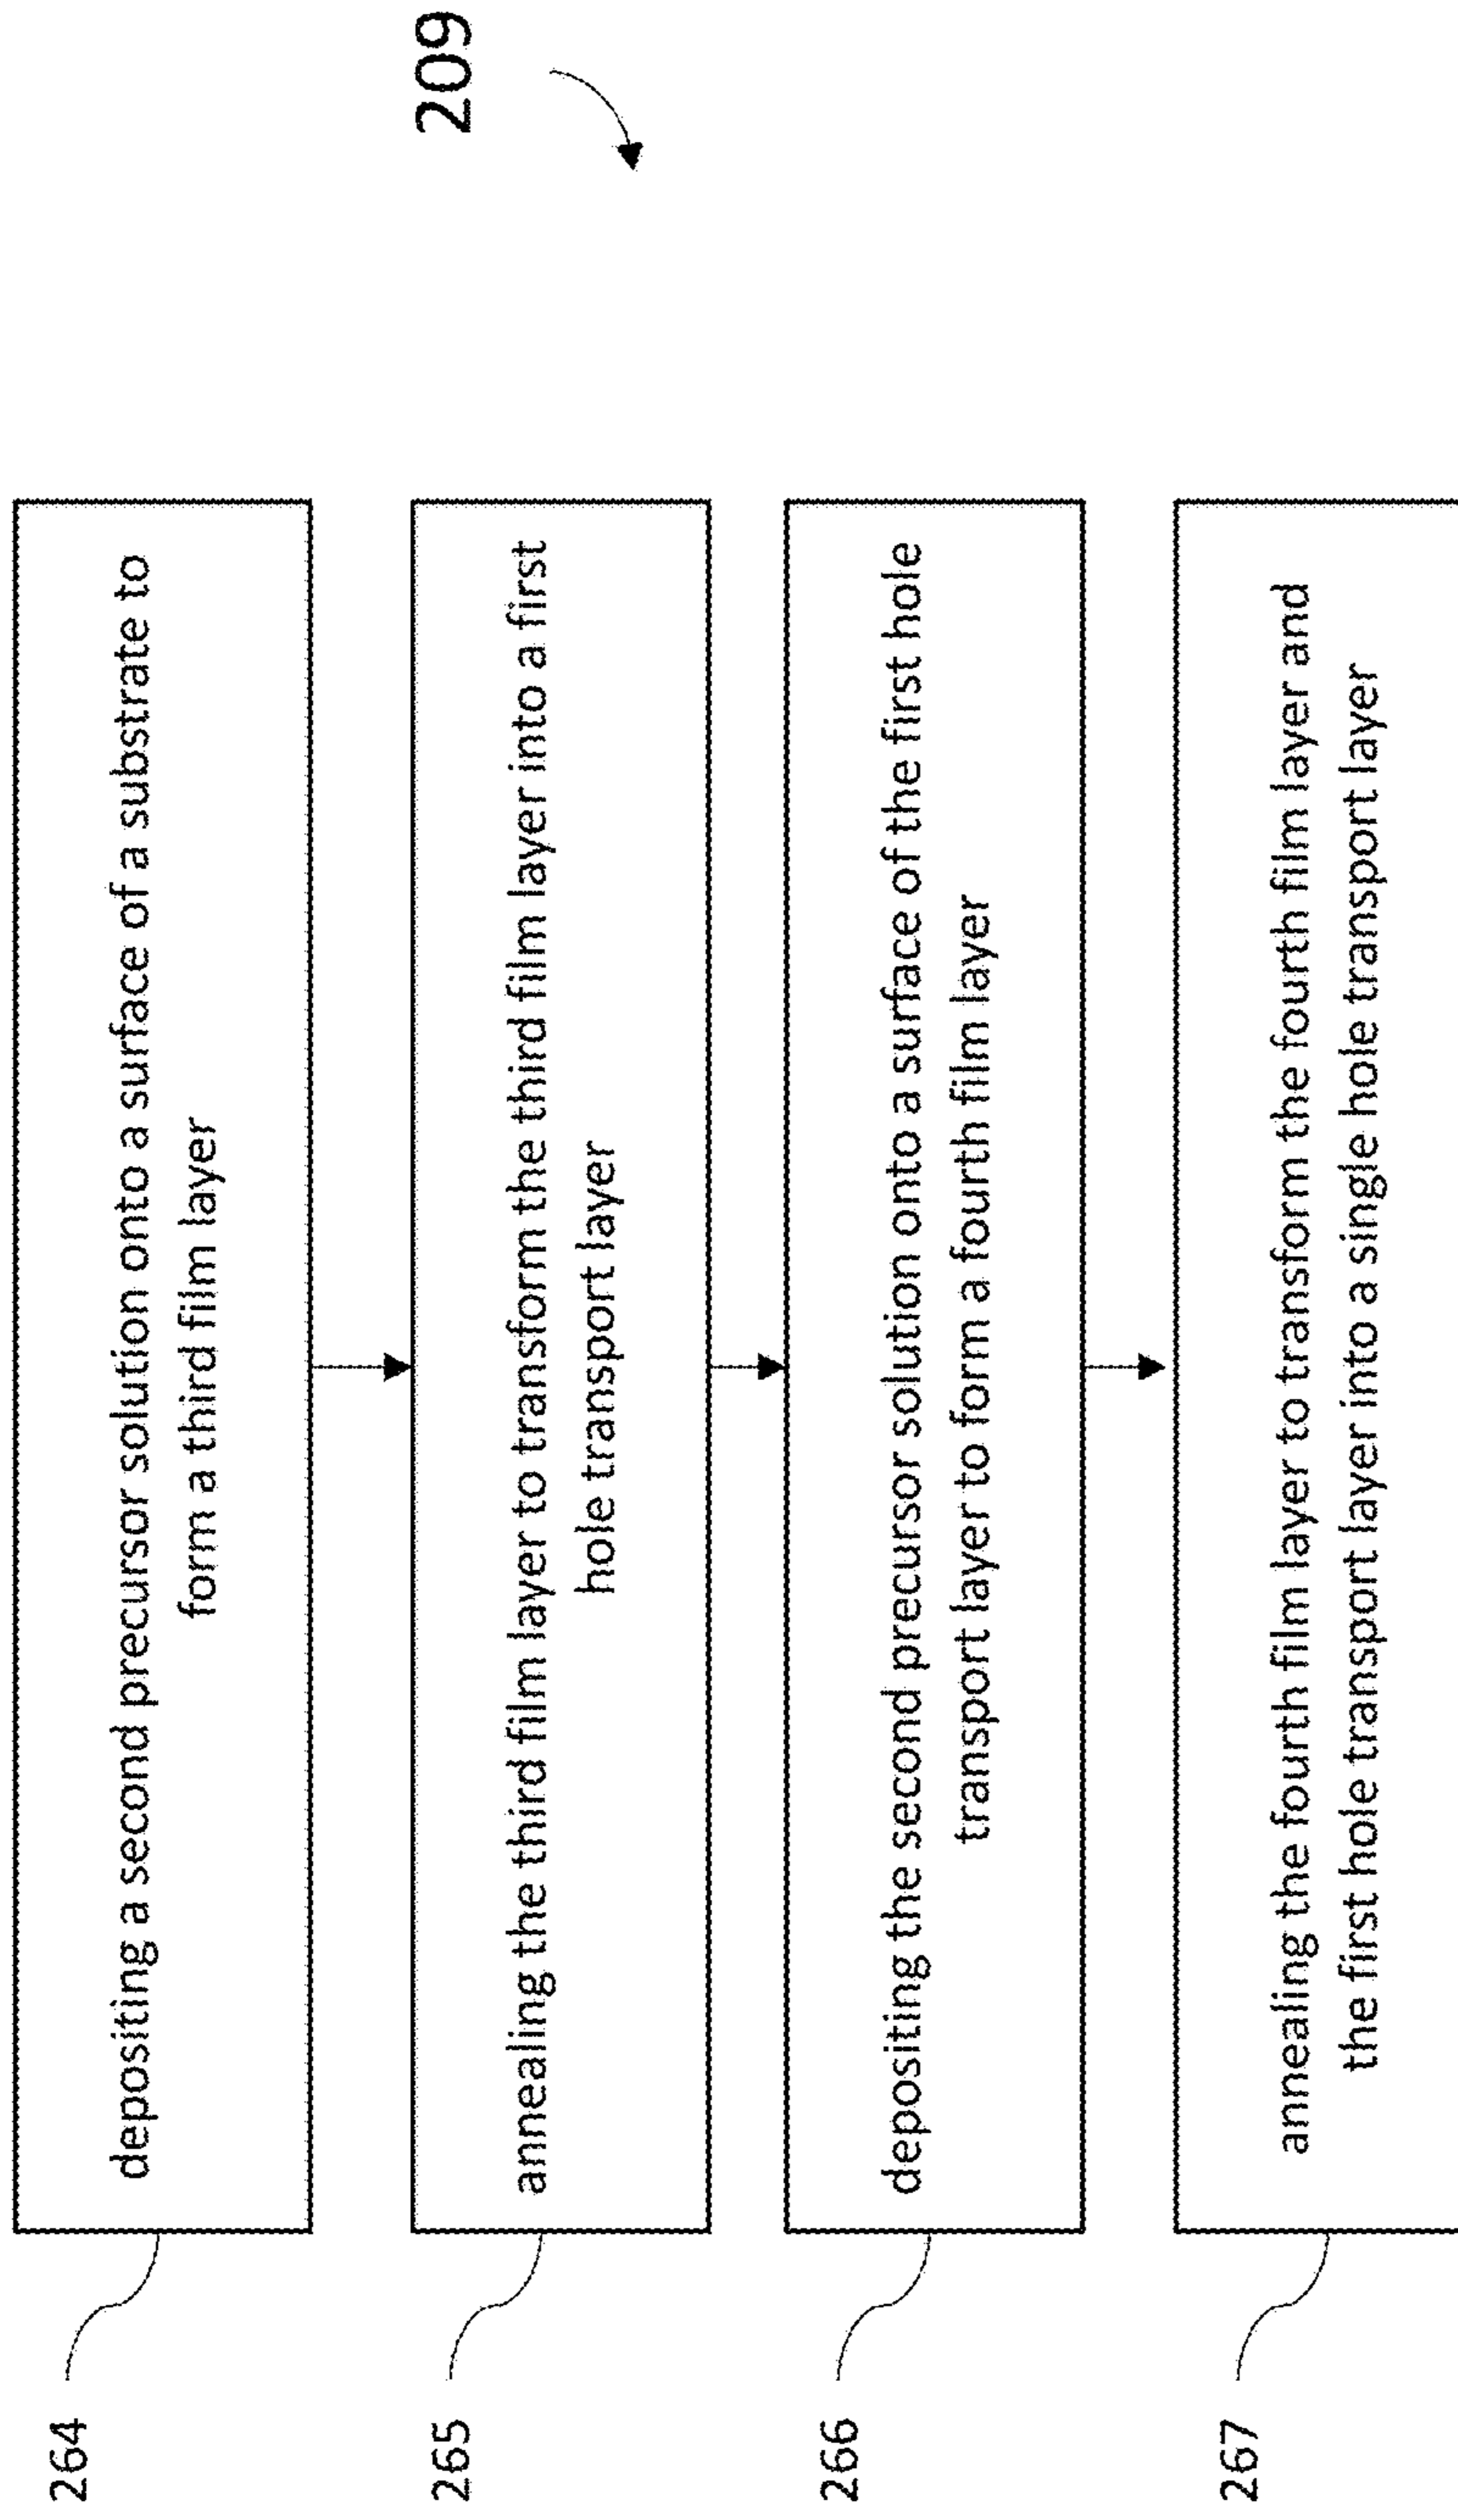 209
264
depositing a second precursor solution onto a surface of a substrate to
form a third film layer
265
annealing the third film layer to transform the third film layer into a first
hole transport layer
266
depositing the second precursor solution onto a surface of the first hole
transport layer to form a fourth film layer
267
annealing the fourth film layer to transform the fourth film layer and
the first hole transport layer into a single hole transport layer